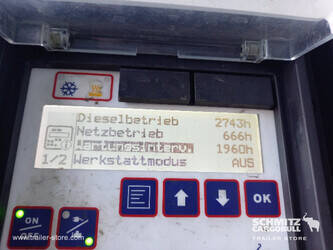 Dieselbetrieb 2743h
Netzbetrieb 666h
Wartungsinterv. 1960h
1/2 Werkstattmodus AUS
OK
ON
SCHMITZ
CARGOBULL
www.trailer-store.com
trailer-store.com